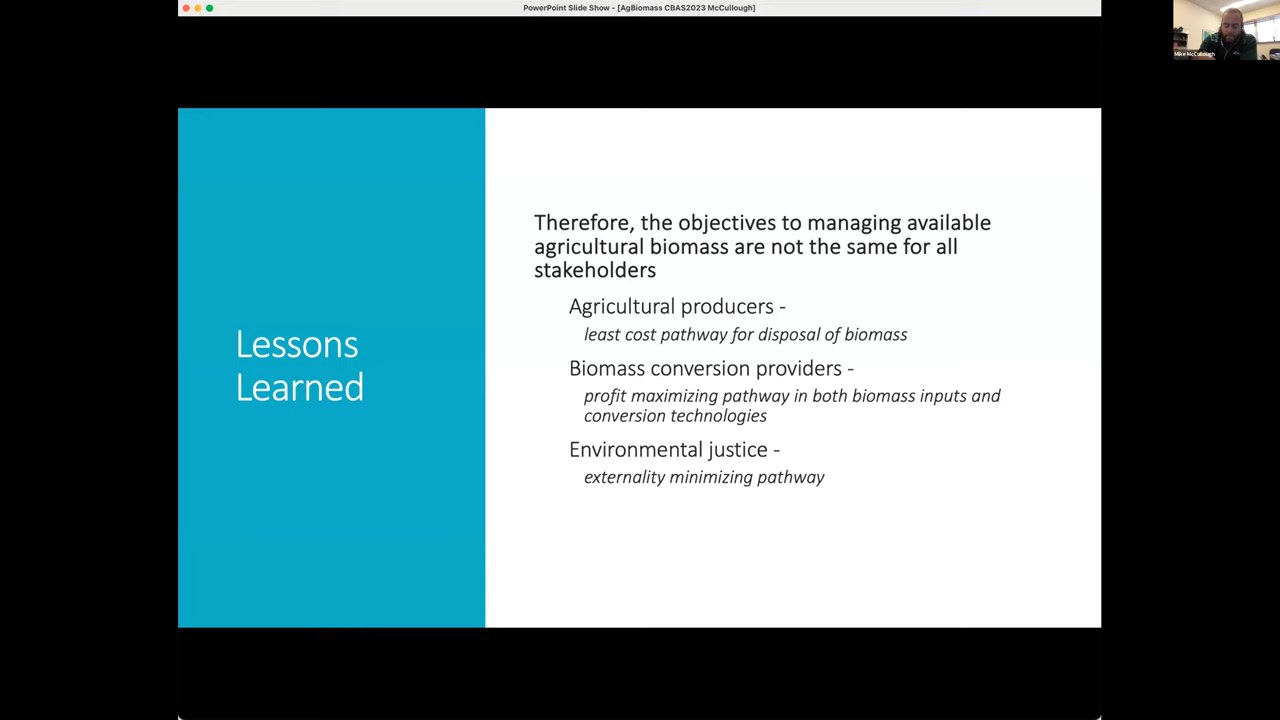 PowerPoint Slide Show - [AgBiomass CBAS2023 McCullough]
Mike McCullough
Lessons
Learned
Therefore, the objectives to managing available
agricultural biomass are not the same for all
stakeholders
Agricultural producers -
least cost pathway for disposal of biomass
Biomass conversion providers -
profit maximizing pathway in both biomass inputs and
conversion technologies
Environmental justice -
externality minimizing pathway